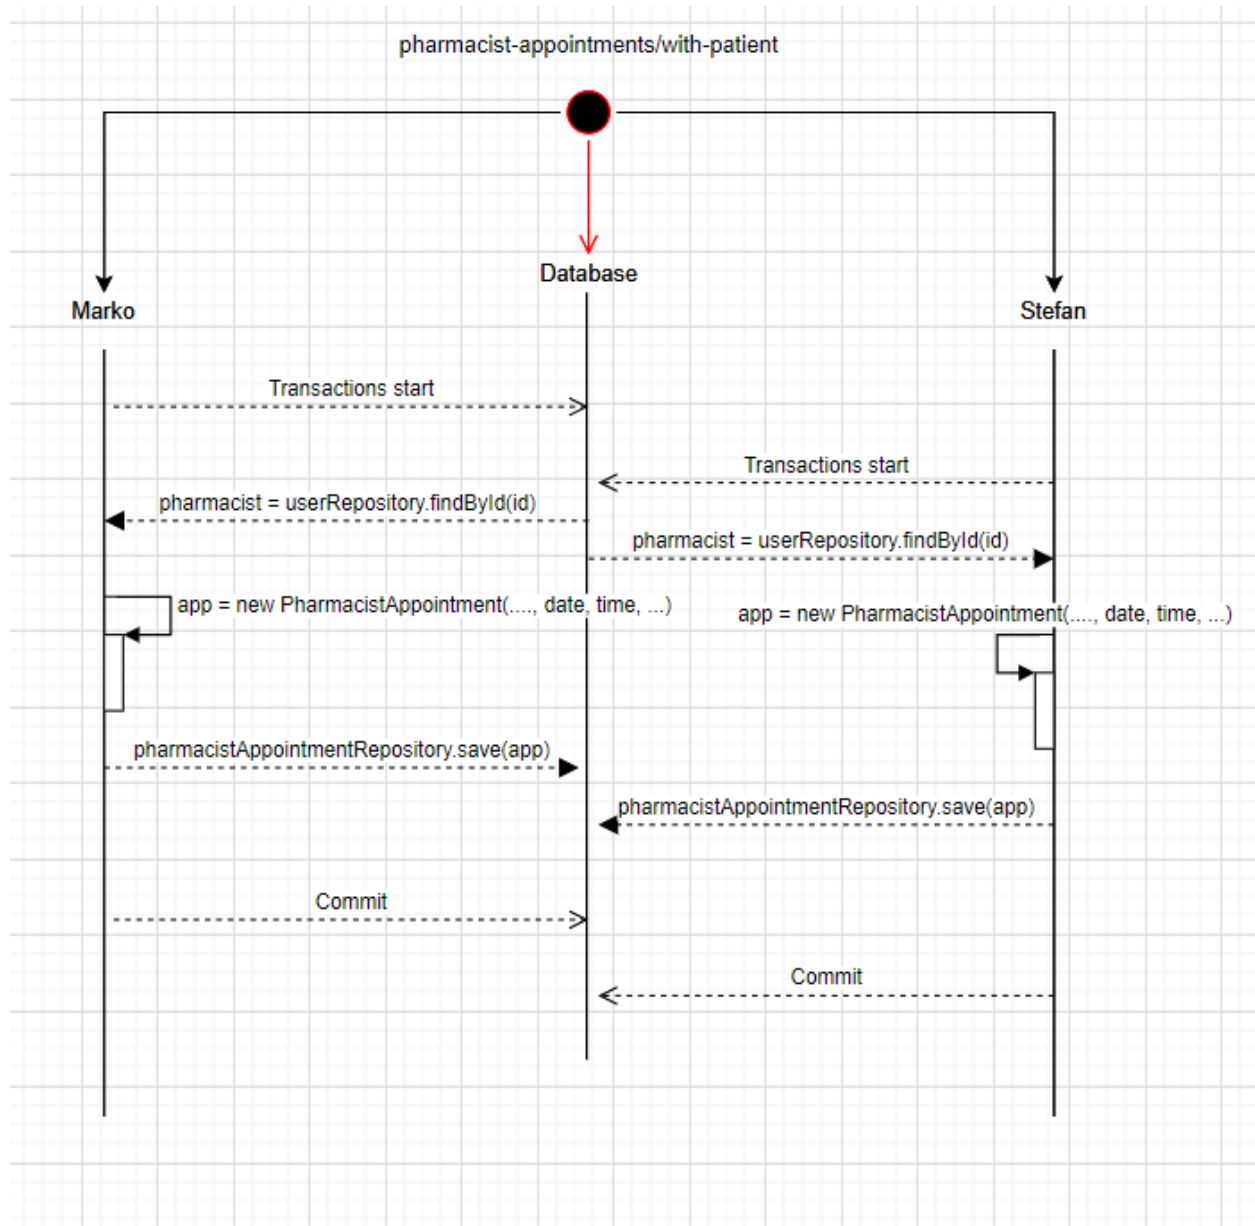 pharmacist-appointments/with-patient
Database
Marko
Stefan
Transactions start
Transactions start
pharmacist = userRepository.findById(id)
pharmacist = userRepository.findById(id)
app = new PharmacistAppointment(...., date, time, ...)
app = new PharmacistAppointment(...., date, time, ...)
pharmacistAppointmentRepository.save(app)
pharmacistAppointmentRepository.save(app)
Commit
Commit